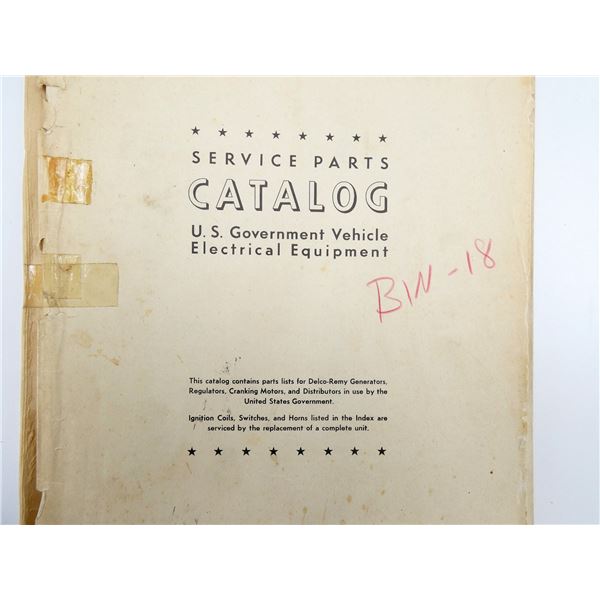 ★ ★ ★ ★ ★ ★ ★ ★
SERVICE PARTS
CATALOG
U. S. Government Vehicle
Electrical Equipment
BIN-18
This catalog contains parts lists for Delco-Remy Generators,
Regulators, Cranking Motors, and Distributors in use by the
United States Government.
Ignition Coils, Switches, and Horns listed in the Index are
serviced by the replacement of a complete unit.
★ ★ ★ ★ ★ ★ ★ ★